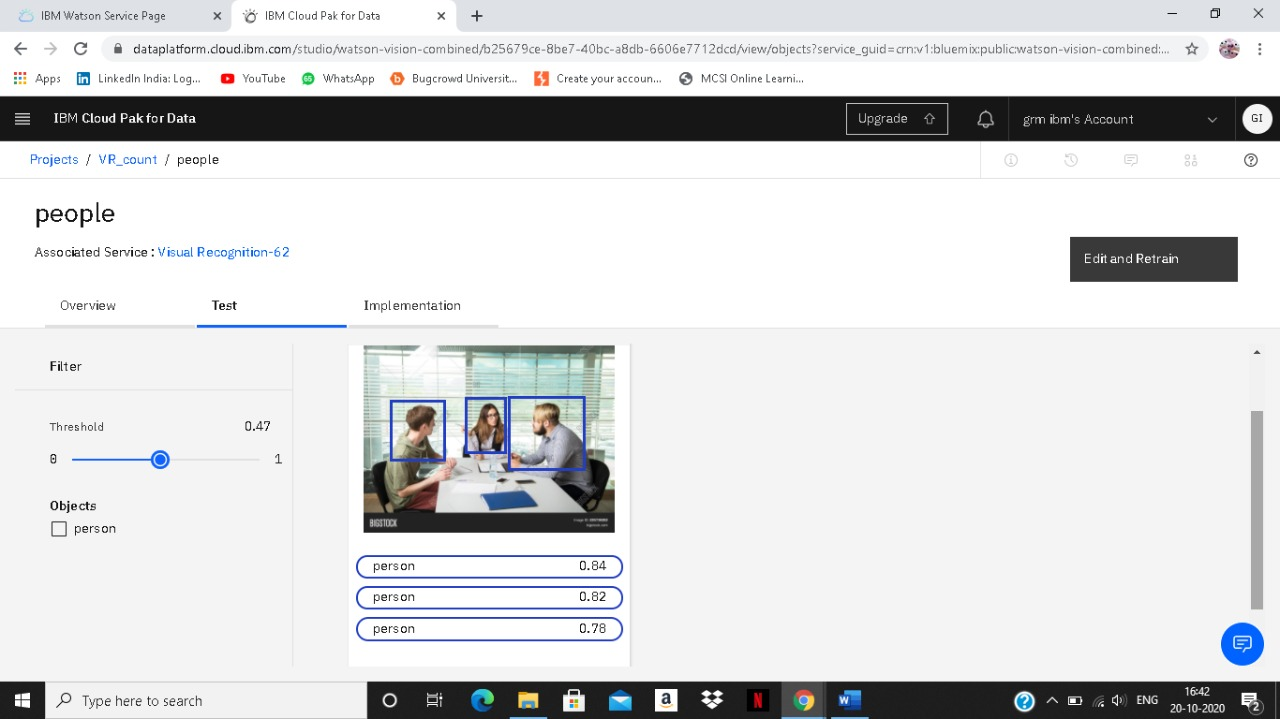 IBM Watson Service Page
IBM Cloud Pak for Data
dataplatform.cloud.ibm.com/studio/watson-vision-combined/b25679ce-8be7-40bc-a8db-6606e7712dcd/view/objects?service_guid=crn:v1:bluemix:public:watson-vision-combined:...
Apps LinkedIn India: Log... YouTube WhatsApp Bugcrowd Universit... Create your accoun... MCSI Online Learni...
IBM Cloud Pak for Data Upgrade grm ibm's Account GI
Projects / VR_count / people
people
Associated Service : Visual Recognition-62
Edit and Retrain
Overview Test Implementation
Filter
Threshold 0.47
0 1
Objects
person
BIGSTOCK
person 0.84
person 0.82
person 0.78
Type here to search
ENG
16:42
20-10-2020
2